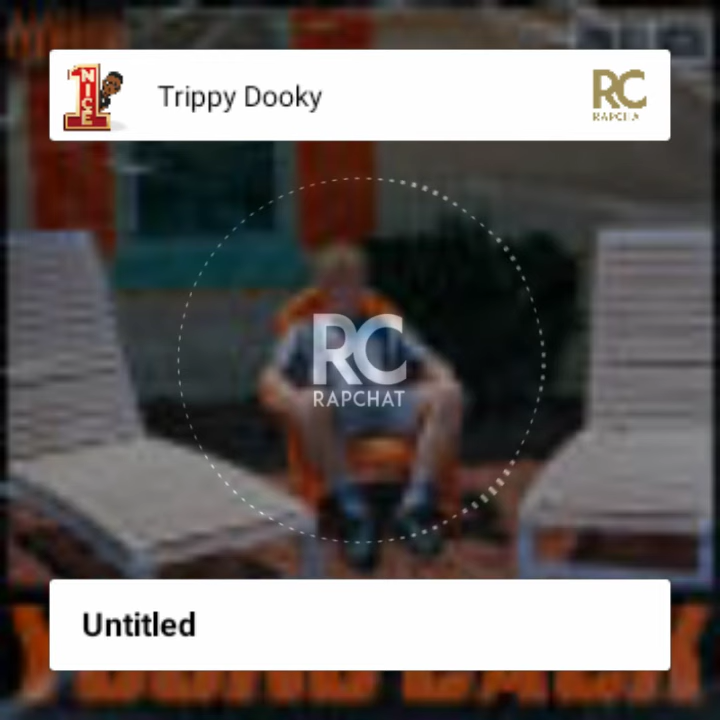 1
NICE
Trippy Dooky
RC
RAPCHAT
RC
RAPCHAT
Untitled